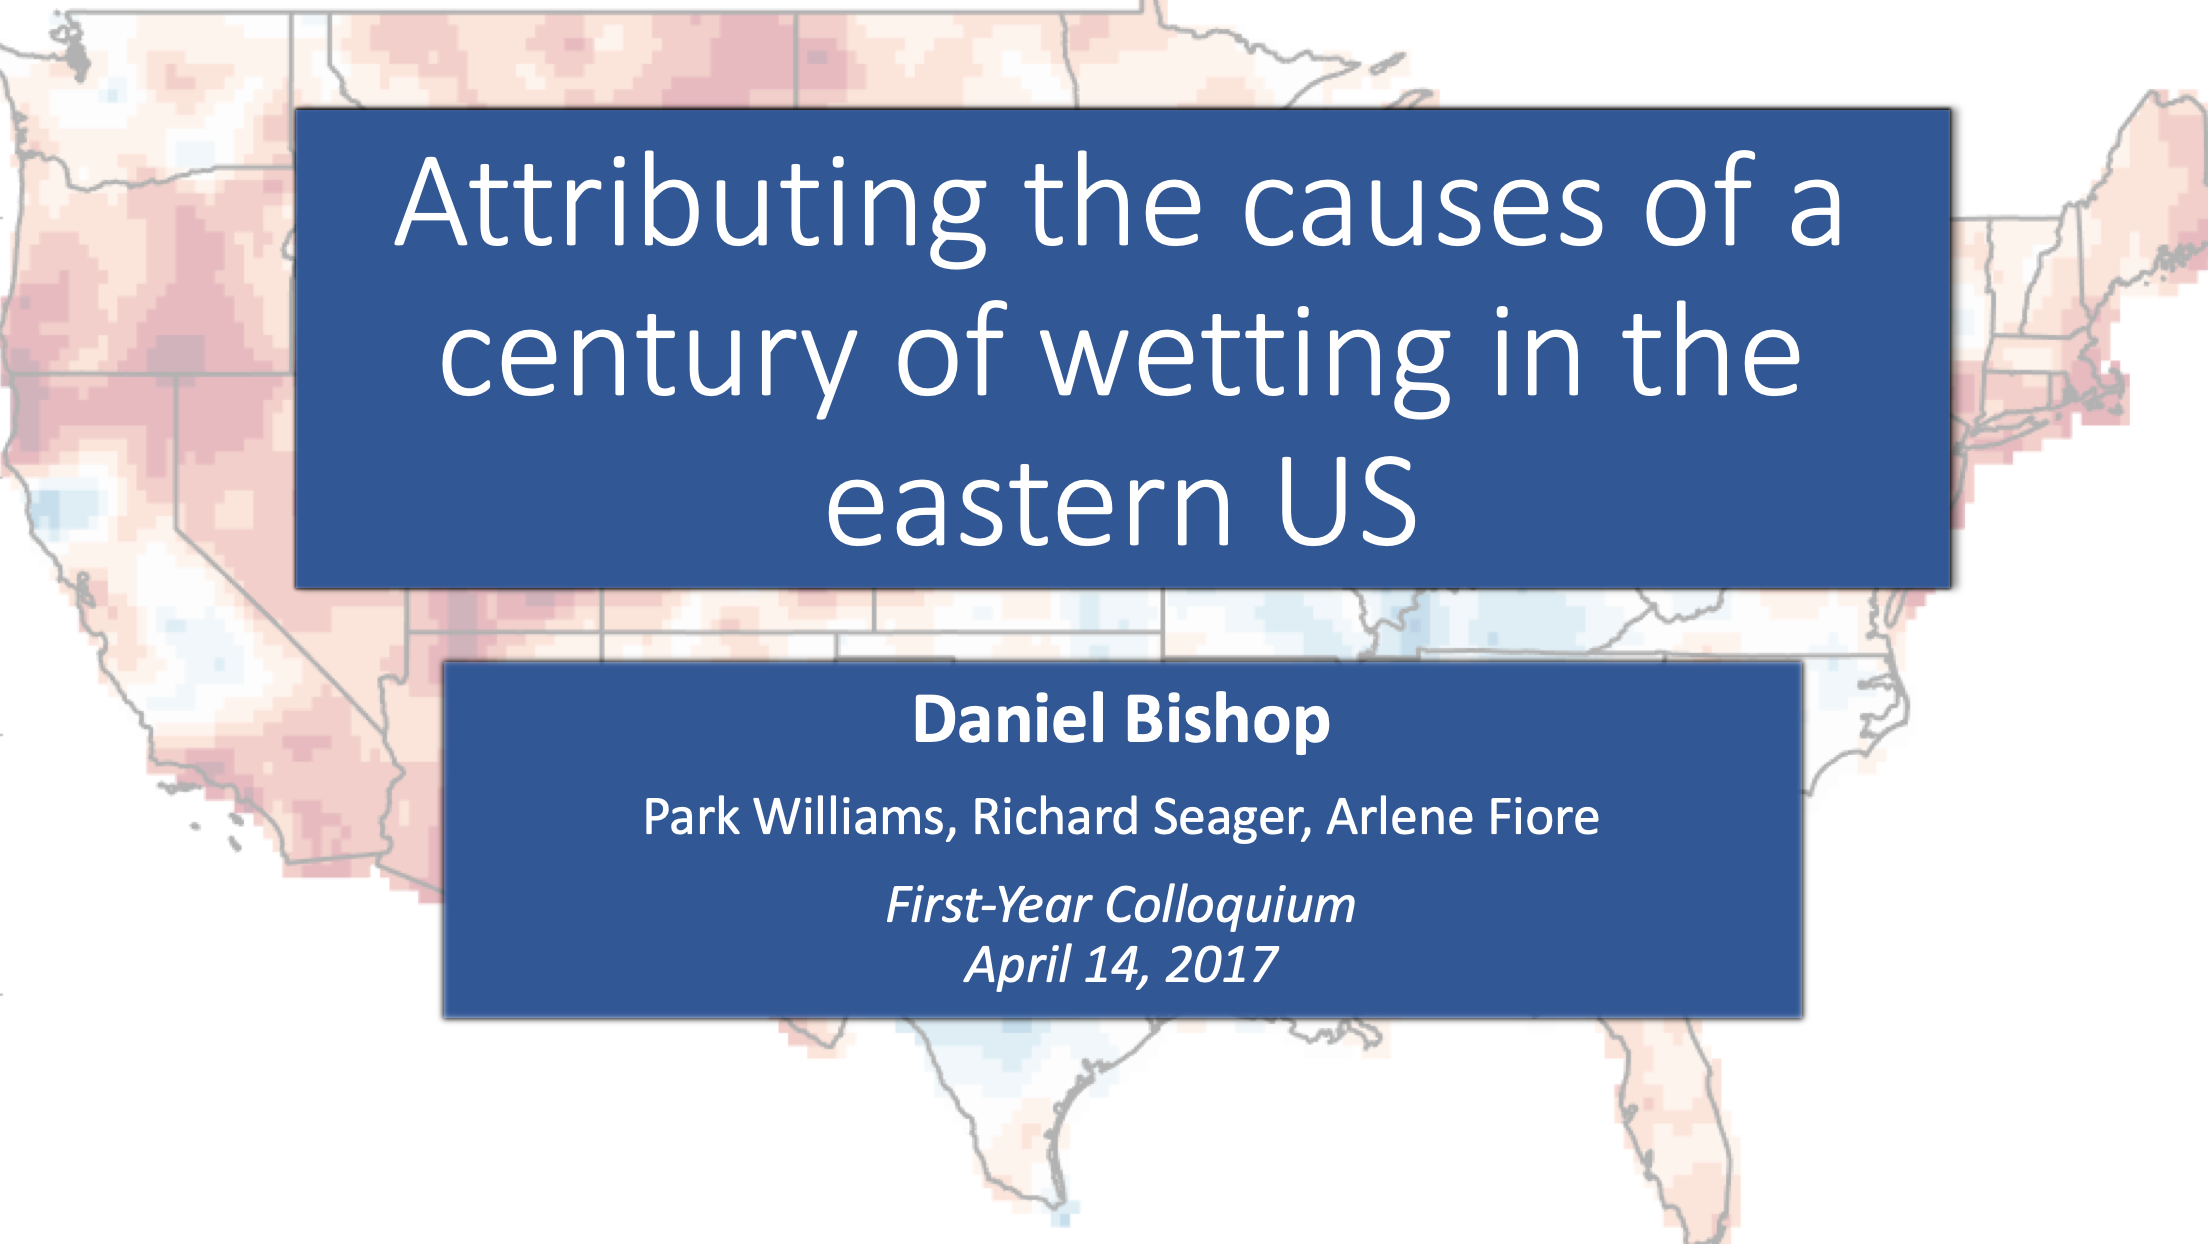 Attributing the causes of a
century of wetting in the
eastern US
Daniel Bishop
Park Williams, Richard Seager, Arlene Fiore
First-Year Colloquium
April 14, 2017